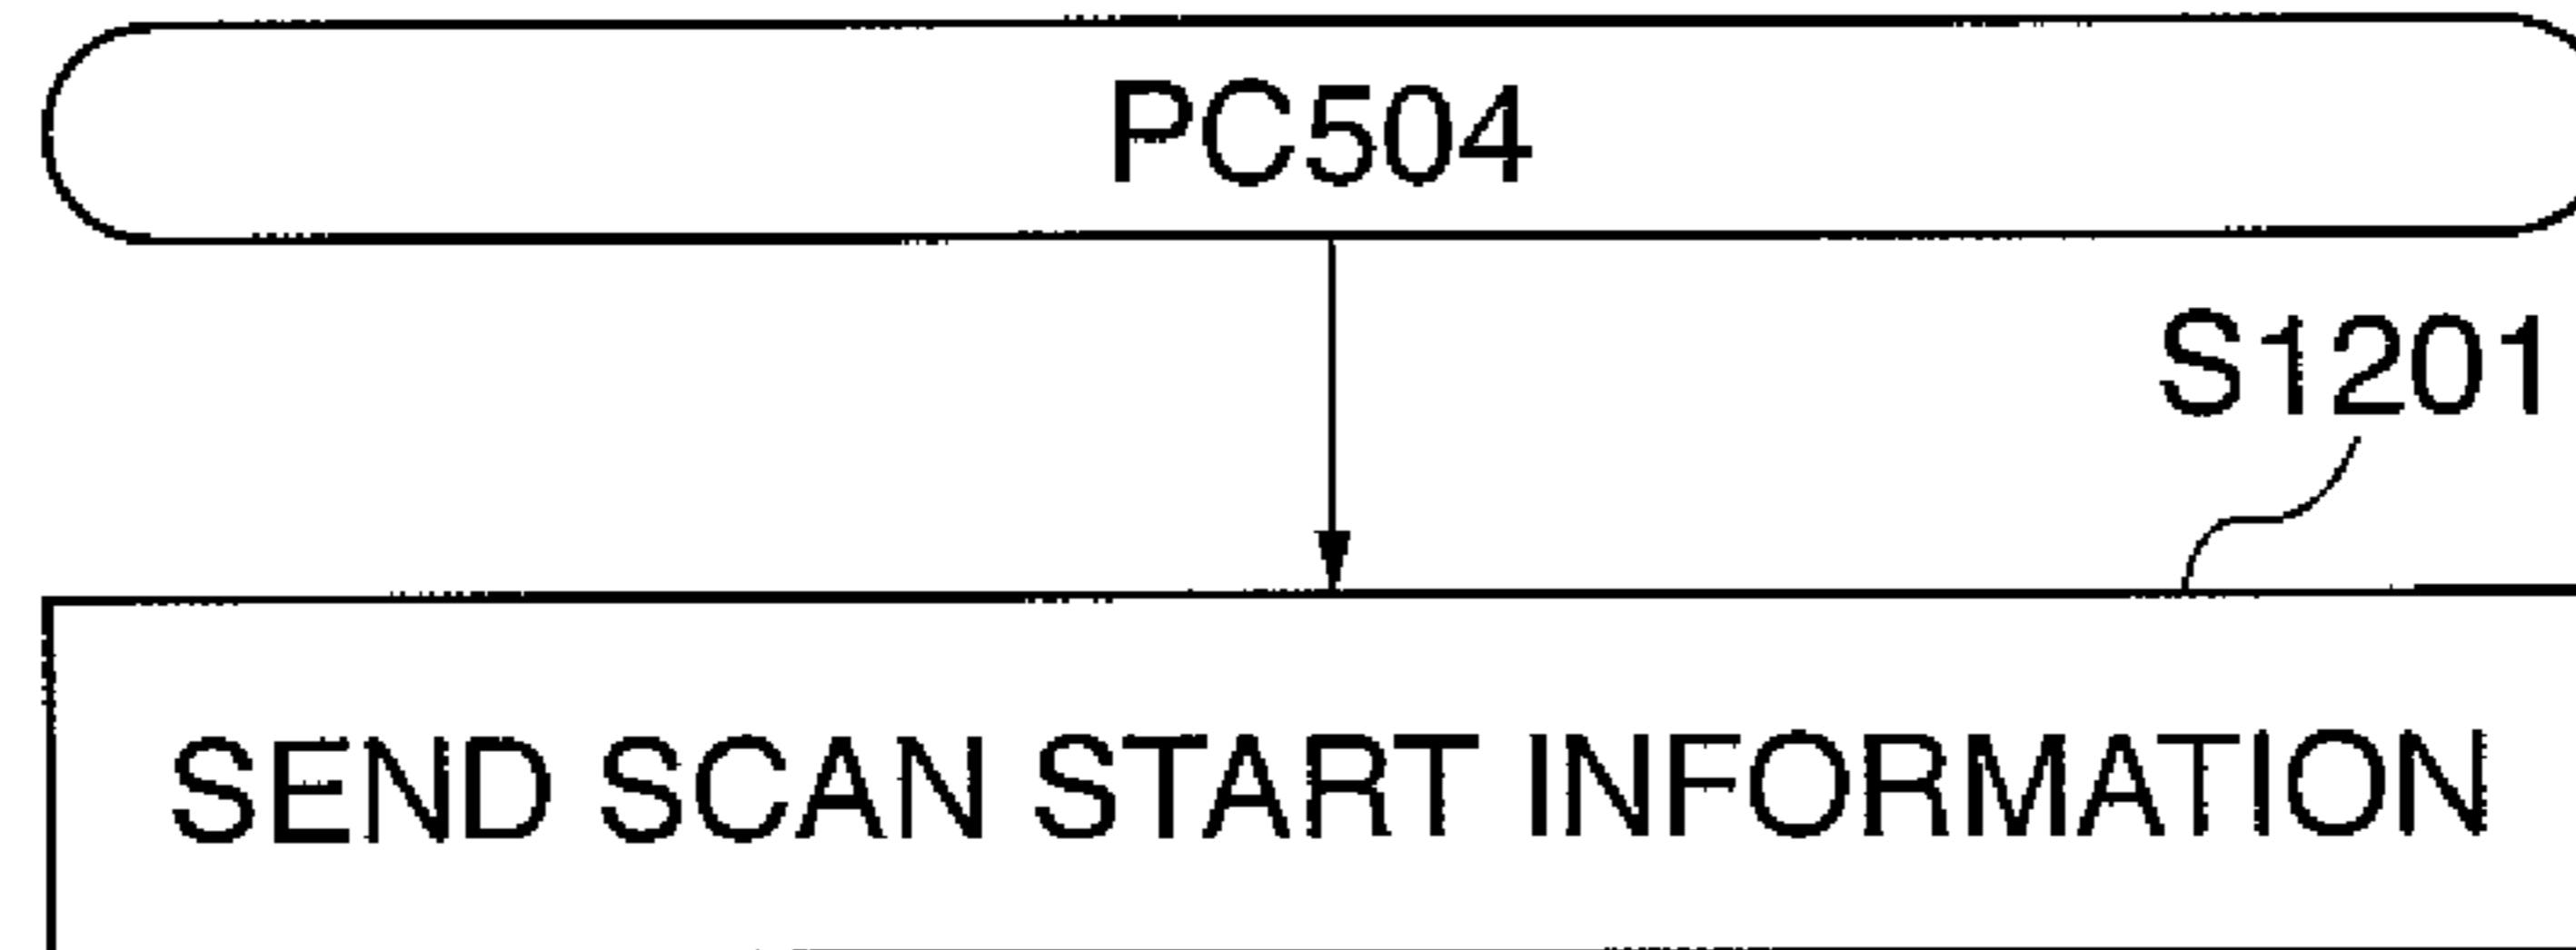 PC504
S1201
SEND SCAN START INFORMATION